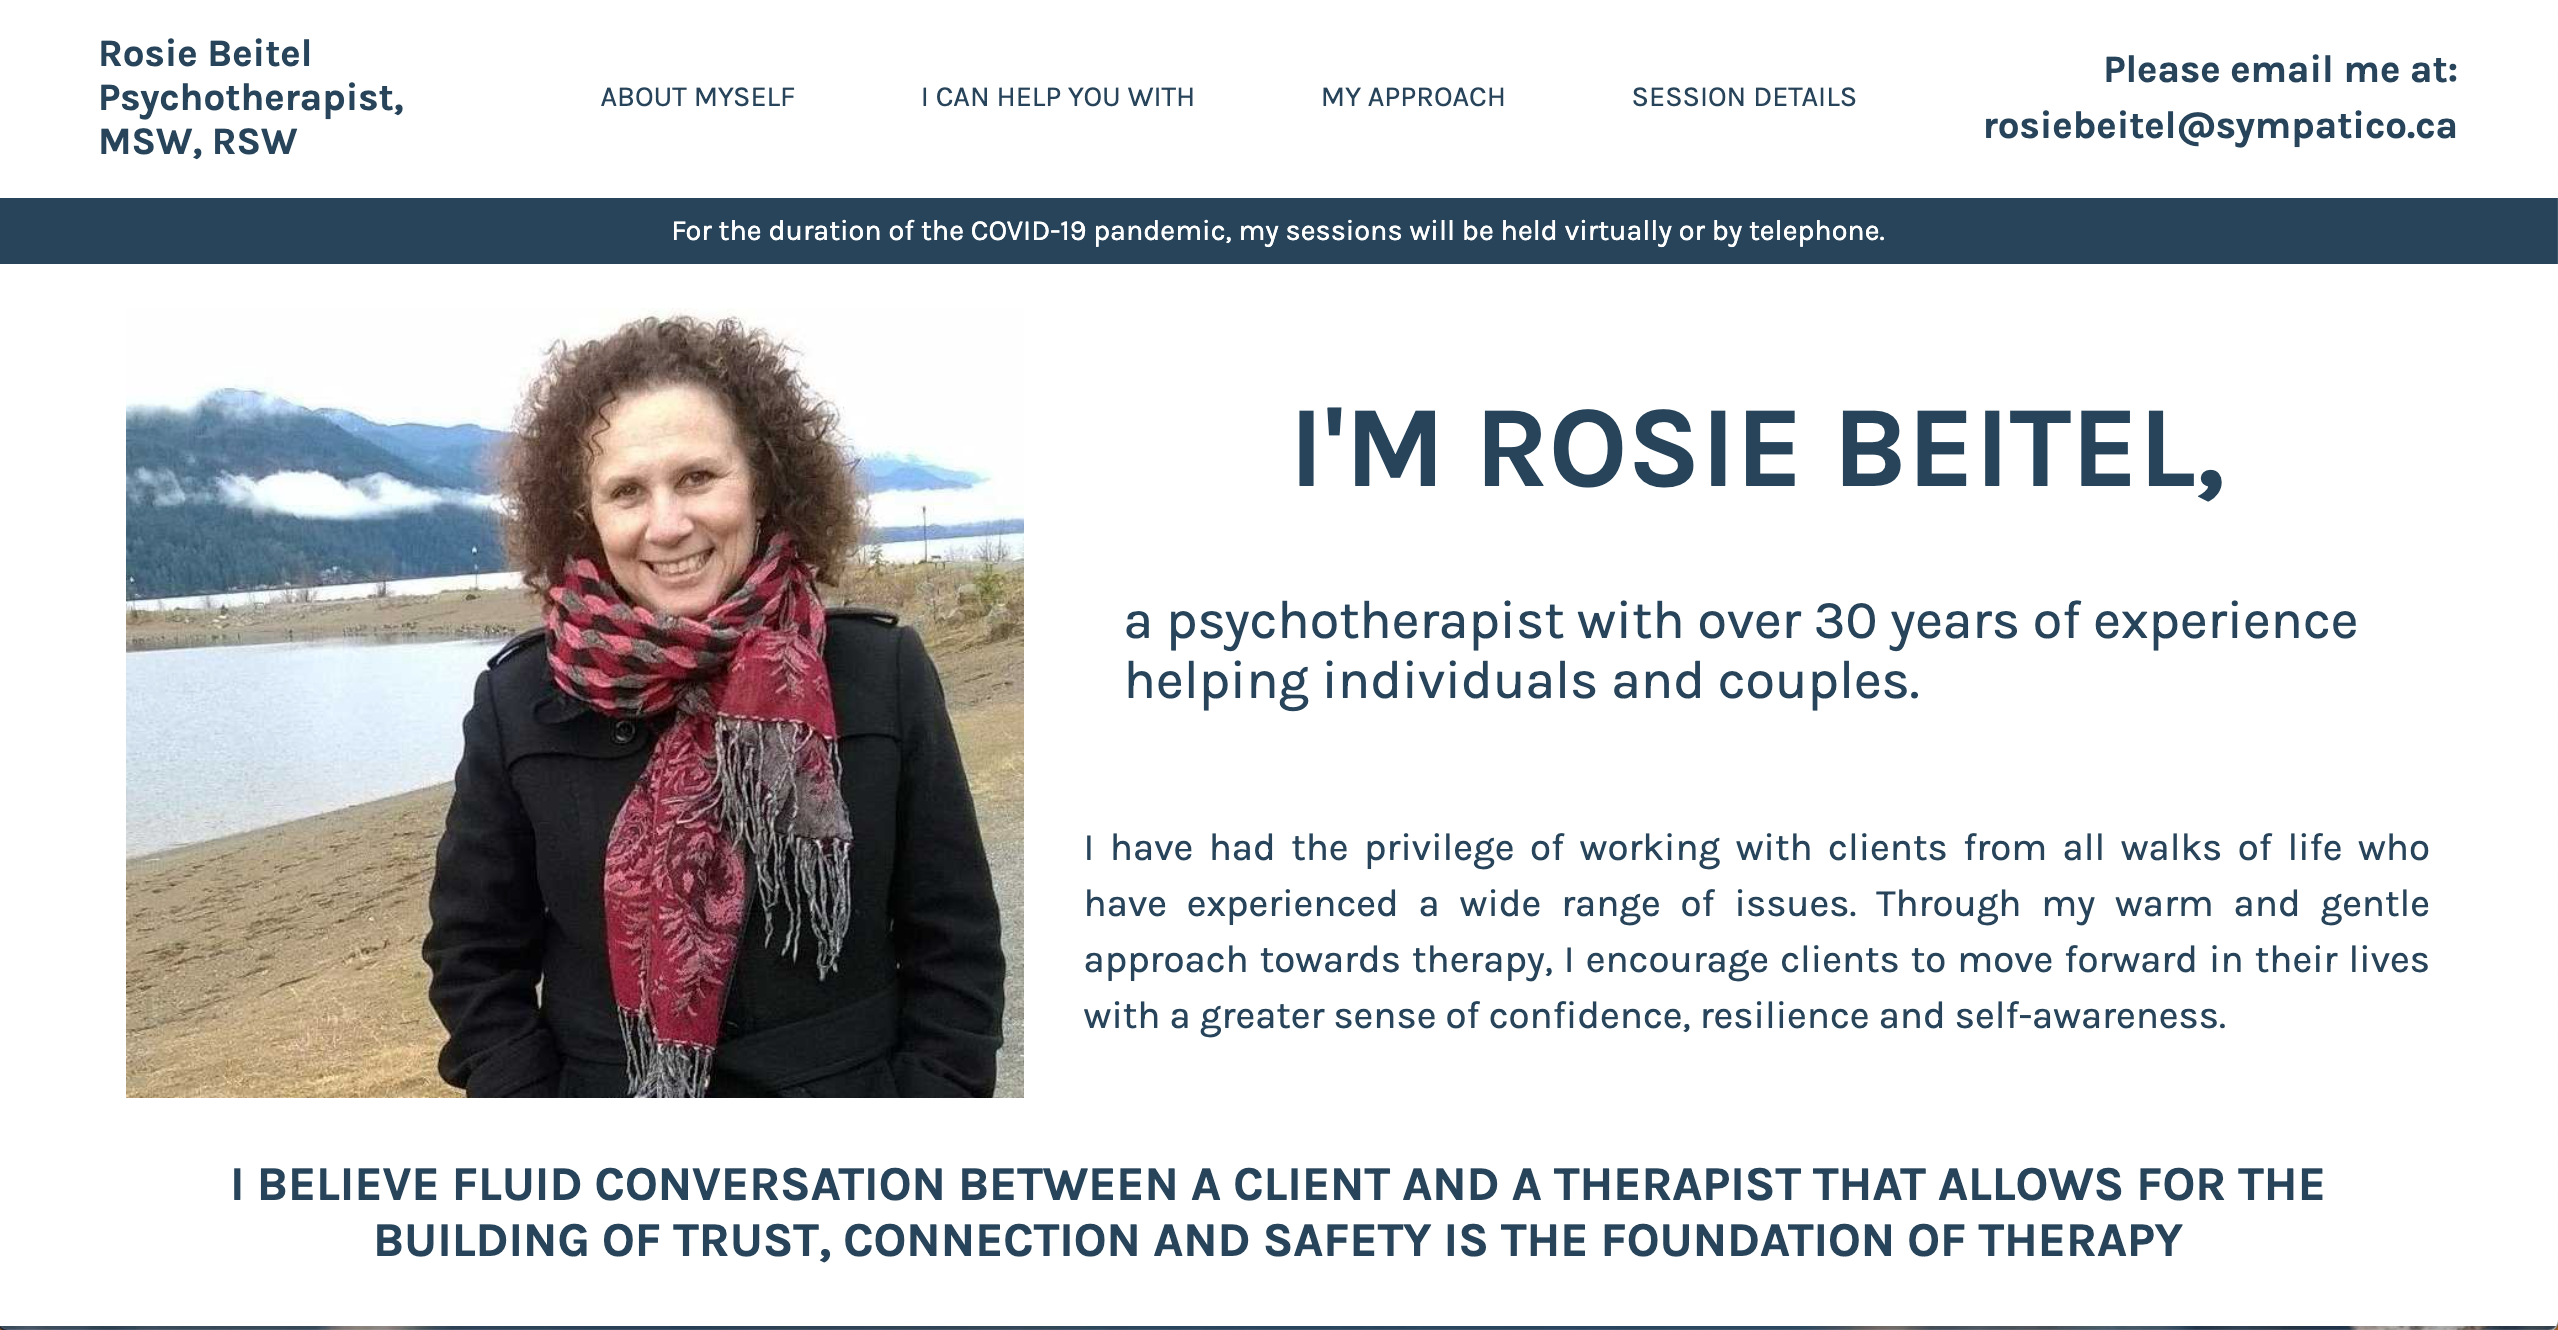 Rosie Beitel
Psychotherapist,
MSW, RSW
ABOUT MYSELF
I CAN HELP YOU WITH
MY APPROACH
SESSION DETAILS
Please email me at:
rosiebeitel@sympatico.ca
For the duration of the COVID-19 pandemic, my sessions will be held virtually or by telephone.
I'M ROSIE BEITEL,
a psychotherapist with over 30 years of experience
helping individuals and couples.
I have had the privilege of working with clients from all walks of life who
have experienced a wide range of issues. Through my warm and gentle
approach towards therapy, I encourage clients to move forward in their lives
with a greater sense of confidence, resilience and self-awareness.
I BELIEVE FLUID CONVERSATION BETWEEN A CLIENT AND A THERAPIST THAT ALLOWS FOR THE
BUILDING OF TRUST, CONNECTION AND SAFETY IS THE FOUNDATION OF THERAPY